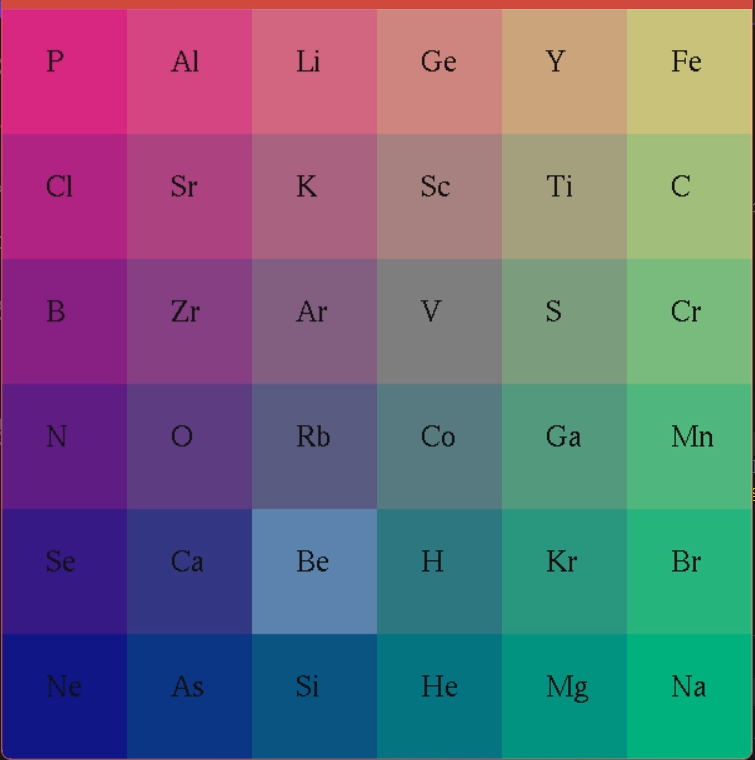 P Al Li Ge Y Fe
Cl Sr K Sc Ti C
B Zr Ar V S Cr
N O Rb Co Ga Mn
Se Ca Be H Kr Br
Ne As Si He Mg Na